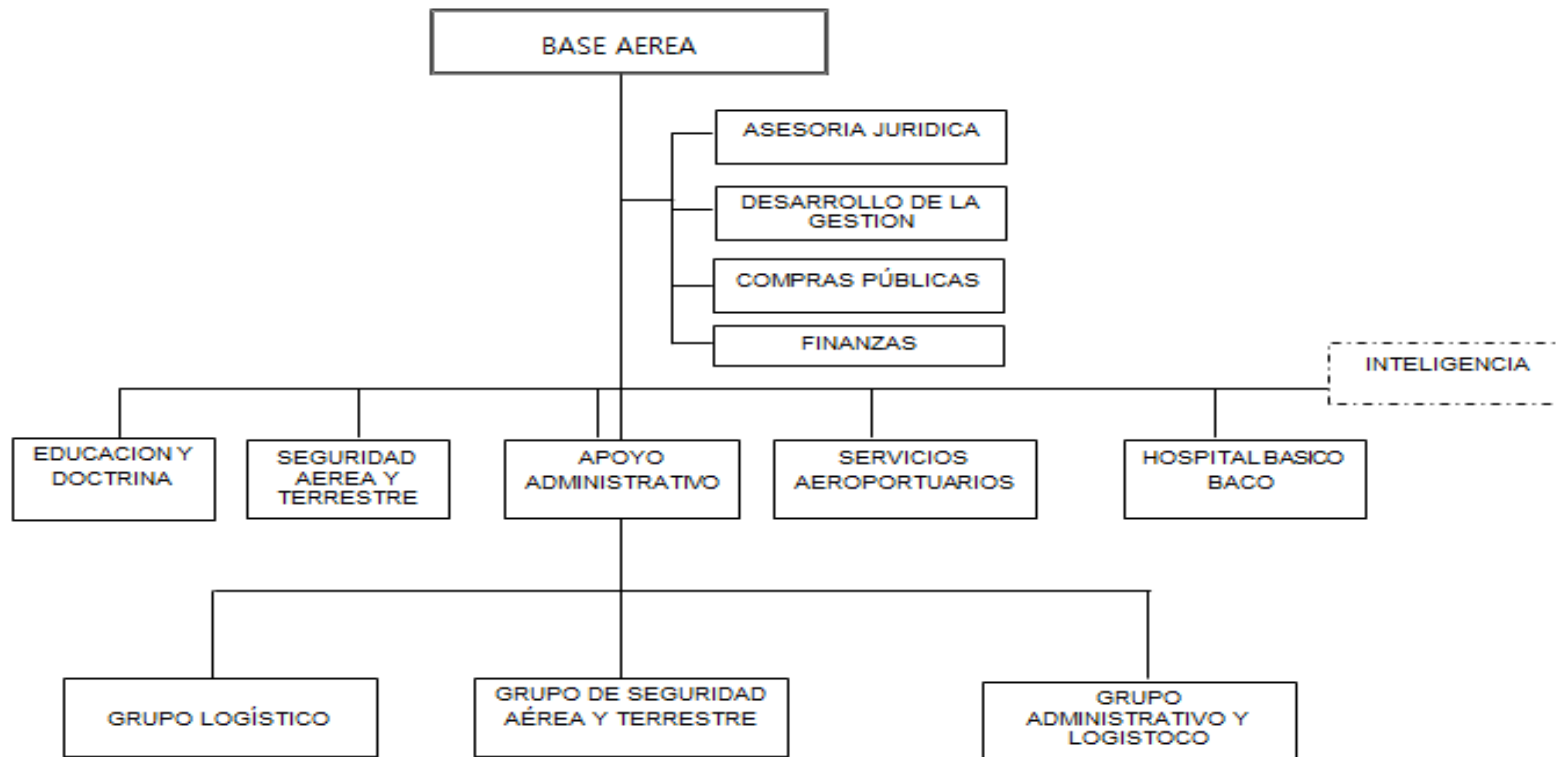 BASE AEREA
ASESORIA JURIDICA
DESARROLLO DE LA
GESTION
COMPRAS PÚBLICAS
FINANZAS
INTELIGENCIA
EDUCACION Y
DOCTRINA
SEGURIDAD
AEREA Y
TERRESTRE
APOYO
ADMINISTRATIVO
SERVICIOS
AEROPORTUARIOS
HOSPITAL BASICO
BACO
GRUPO LOGÍSTICO
GRUPO DE SEGURIDAD
AÉREA Y TERRESTRE
GRUPO
ADMINISTRATIVO Y
LOGISTOCO